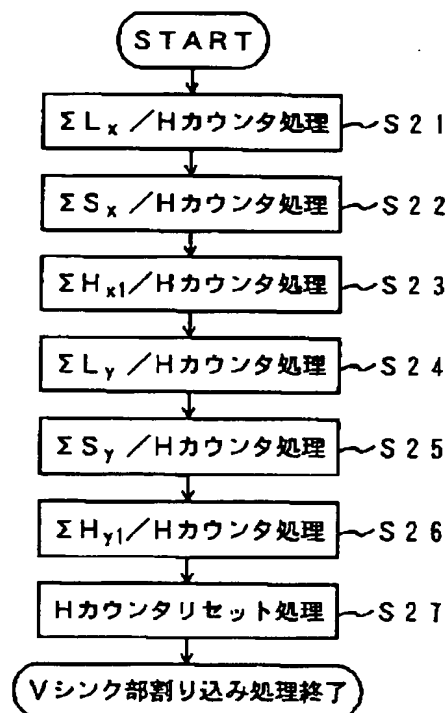 START
ΣLx/Hカウンタ処理 〜S21
ΣSx/Hカウンタ処理 〜S22
ΣHx1/Hカウンタ処理 〜S23
ΣLy/Hカウンタ処理 〜S24
ΣSy/Hカウンタ処理 〜S25
ΣHy1/Hカウンタ処理 〜S26
Hカウンタリセット処理 〜S27
Vシンク部割り込み処理終了